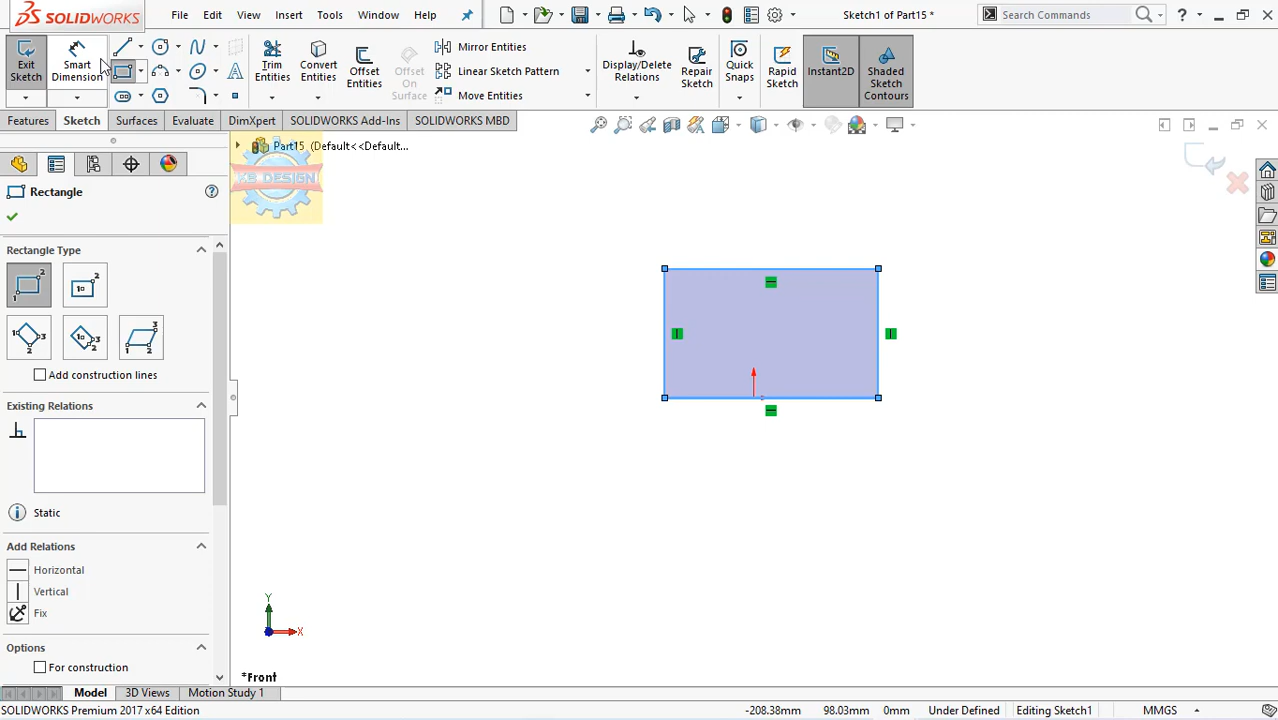 SOLIDWORKS
File
Edit
View
Insert
Tools
Window
Help
Sketch1 of Part15 *
Search Commands
?
Exit Sketch
Smart Dimension
Trim Entities
Convert Entities
Offset Entities
Offset On Surface
Mirror Entities
Linear Sketch Pattern
Move Entities
Display/Delete Relations
Repair Sketch
Quick Snaps
Rapid Sketch
Instant2D
Shaded Sketch Contours
Features
Sketch
Surfaces
Evaluate
DimXpert
SOLIDWORKS Add-Ins
SOLIDWORKS MBD
Part15 (Default<<Default...
KB DESIGN
Rectangle
Rectangle Type
Add construction lines
Existing Relations
Static
Add Relations
Horizontal
Vertical
Fix
Options
For construction
Y
X
*Front
Model
3D Views
Motion Study 1
SOLIDWORKS Premium 2017 x64 Edition
-208.38mm
98.03mm
0mm
Under Defined
Editing Sketch1
MMGS